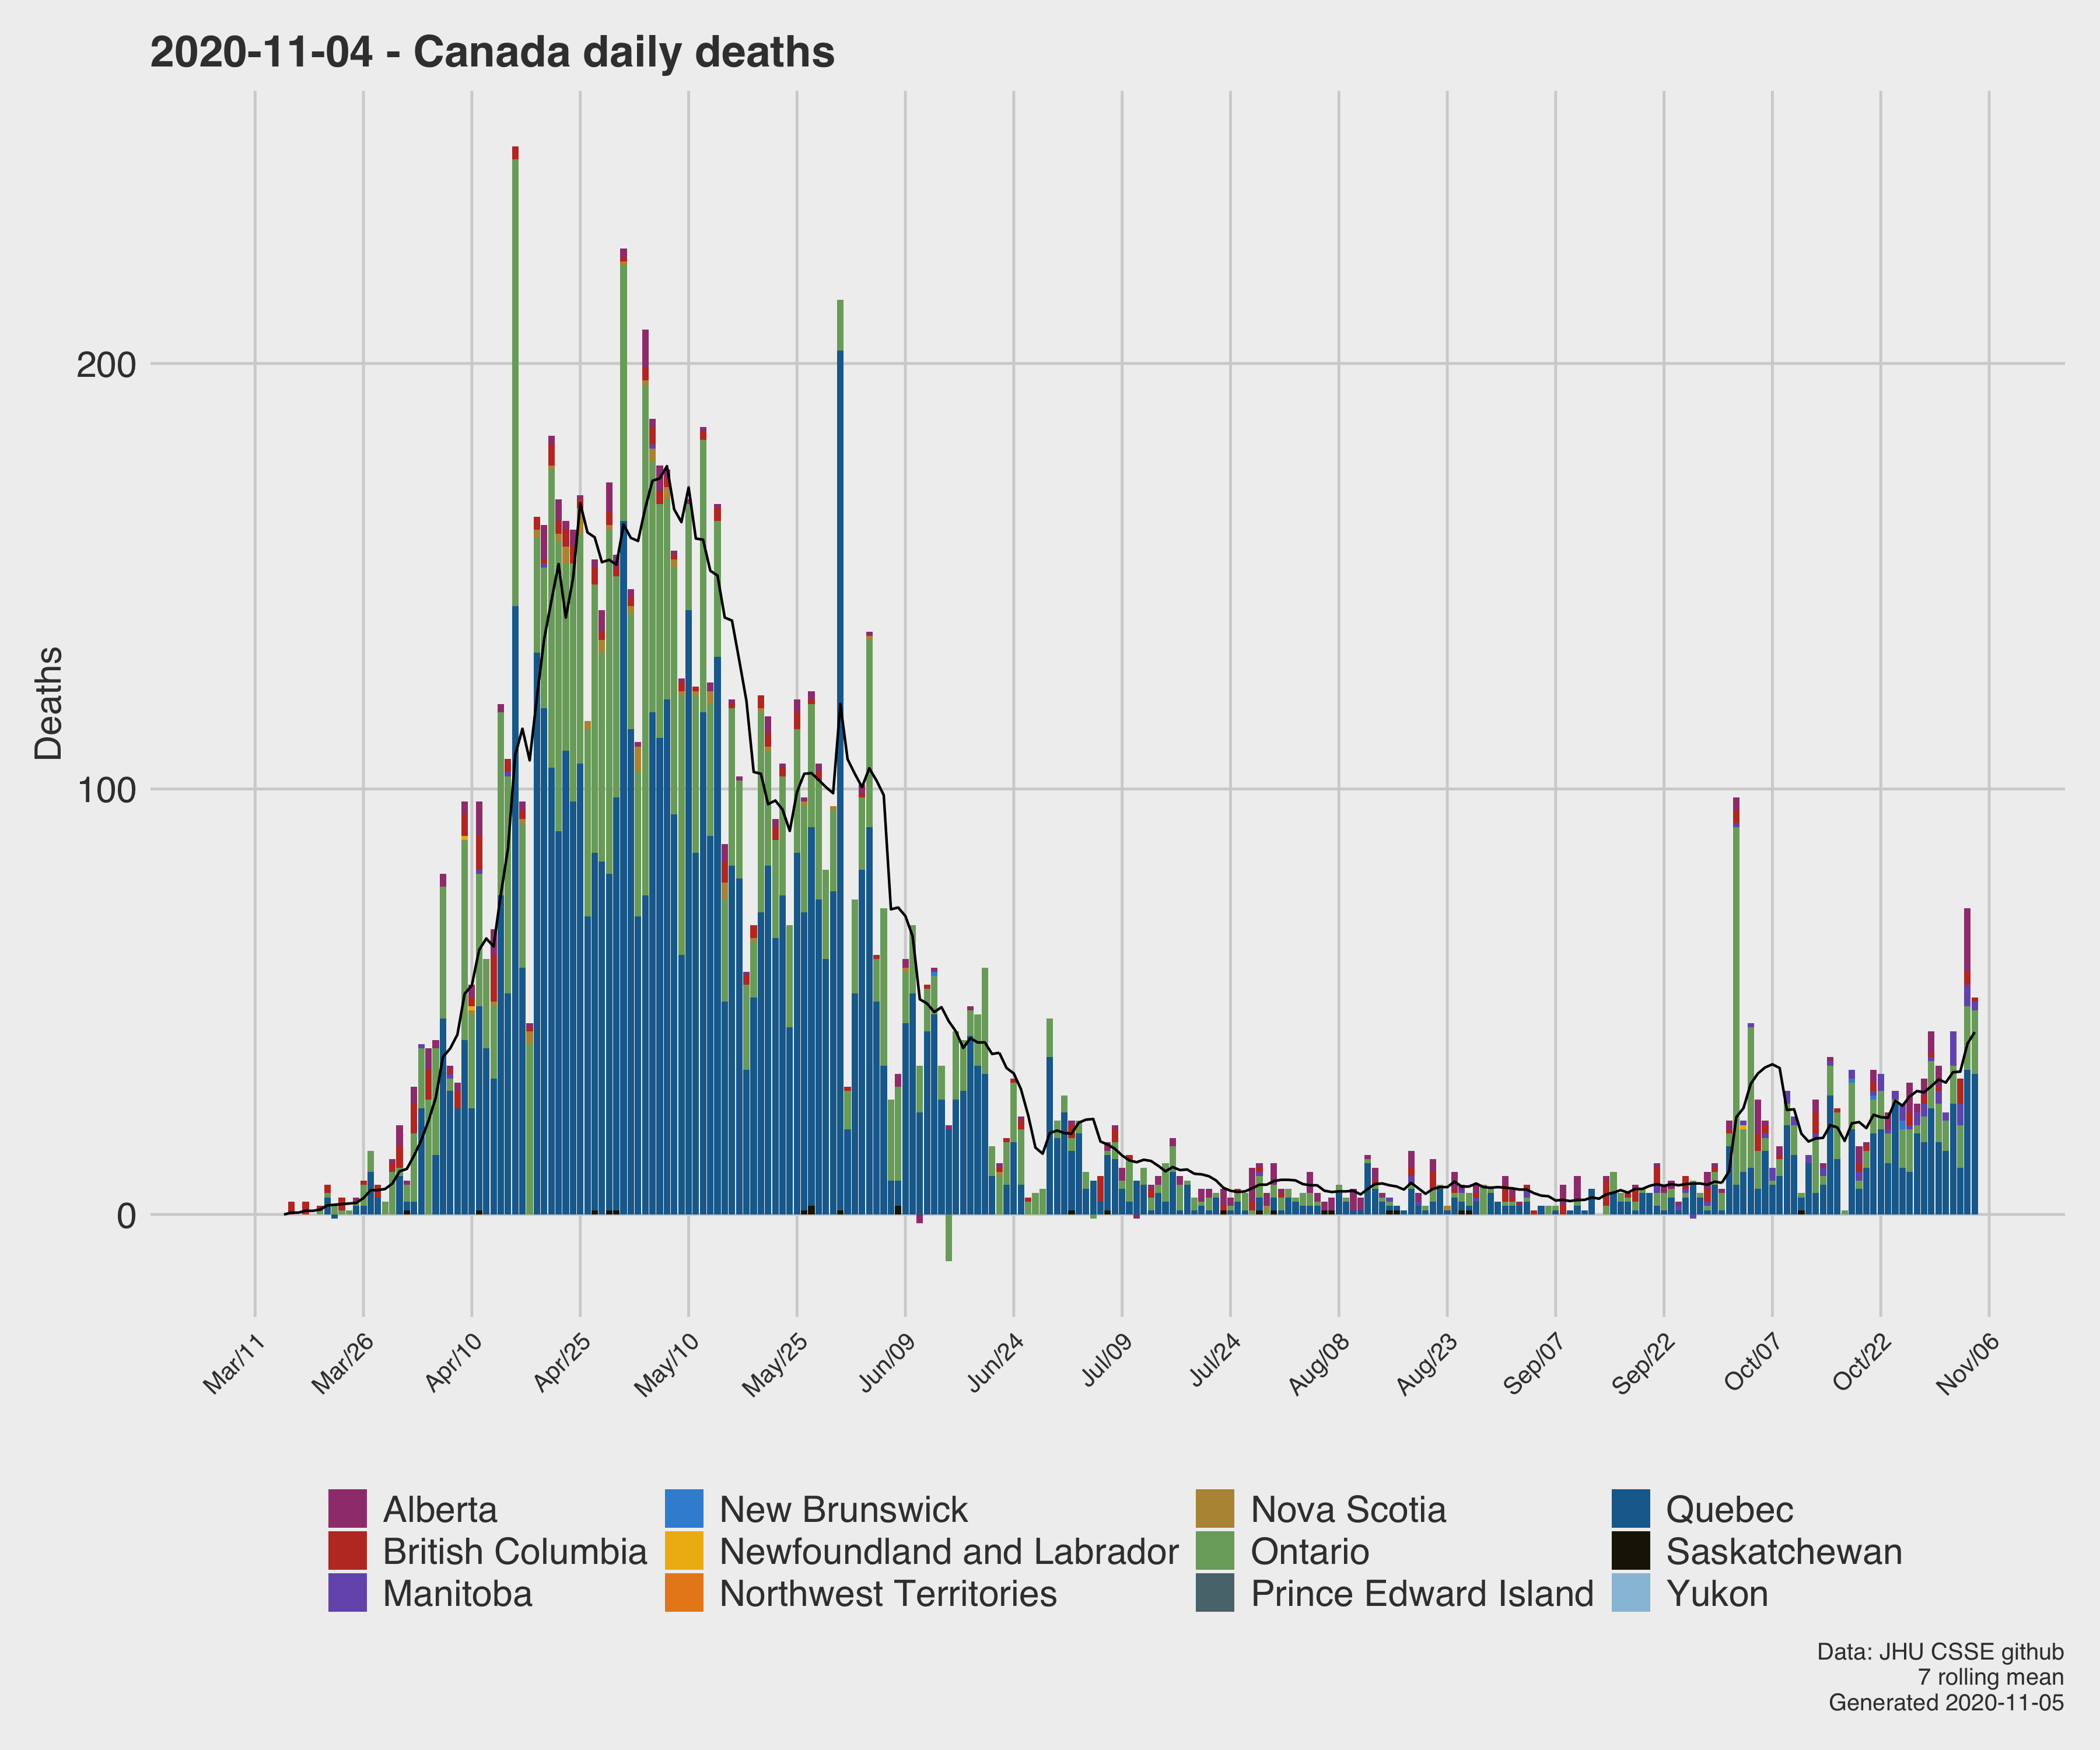 2020-11-04 - Canada daily deaths
Deaths
200
100
0
Mar/11 Mar/26 Apr/10 Apr/25 May/10 May/25 Jun/09 Jun/24 Jul/09 Jul/24 Aug/08 Aug/23 Sep/07 Sep/22 Oct/07 Oct/22 Nov/06
Alberta New Brunswick Nova Scotia Quebec
British Columbia Newfoundland and Labrador Ontario Saskatchewan
Manitoba Northwest Territories Prince Edward Island Yukon
Data: JHU CSSE github
7 rolling mean
Generated 2020-11-05